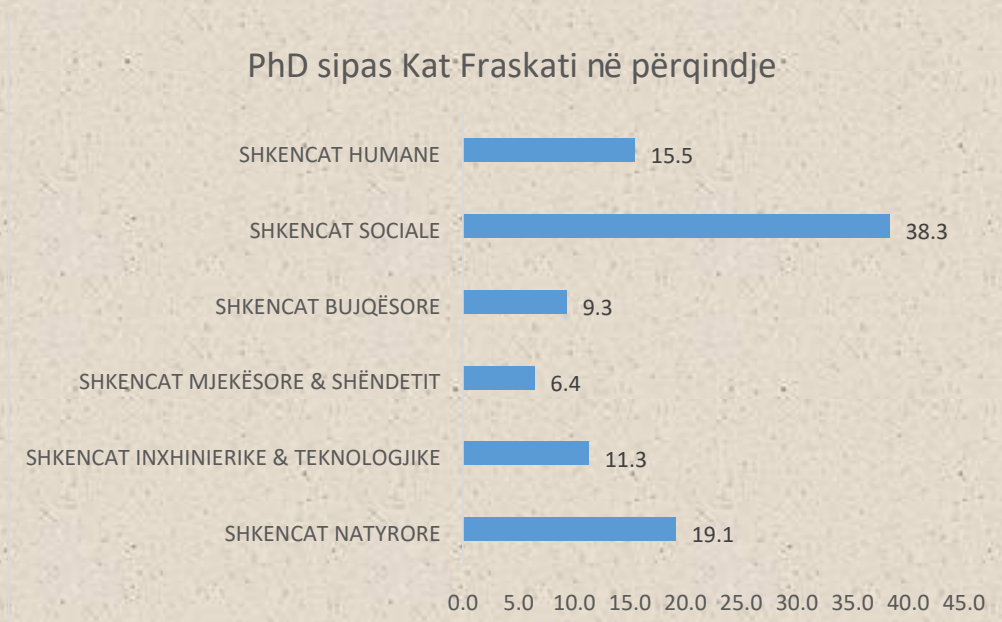 PhD sipas Kat Fraskati në përqindje
SHKENCAT HUMANE 15.5
SHKENCAT SOCIALE 38.3
SHKENCAT BUJQËSORE 9.3
SHKENCAT MJEKËSORE & SHËNDETIT 6.4
SHKENCAT INXHINIERIKE & TEKNOLOGJIKE 11.3
SHKENCAT NATYRORE 19.1
0.0 5.0 10.0 15.0 20.0 25.0 30.0 35.0 40.0 45.0